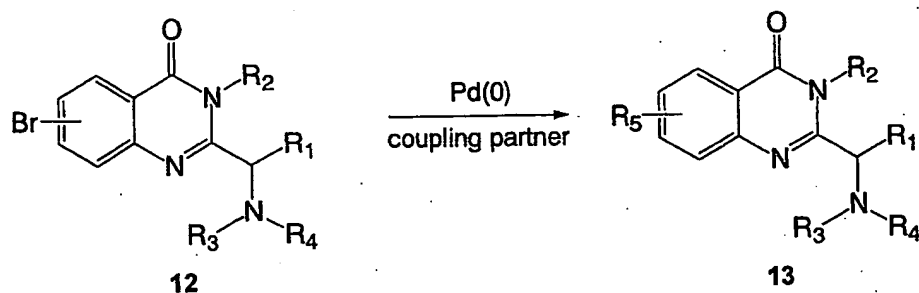 O
N
R₂
Br
N
R₁
N
R₃
R₄
12
Pd(0)
coupling partner
O
N
R₂
R₅
N
R₁
N
R₃
R₄
13